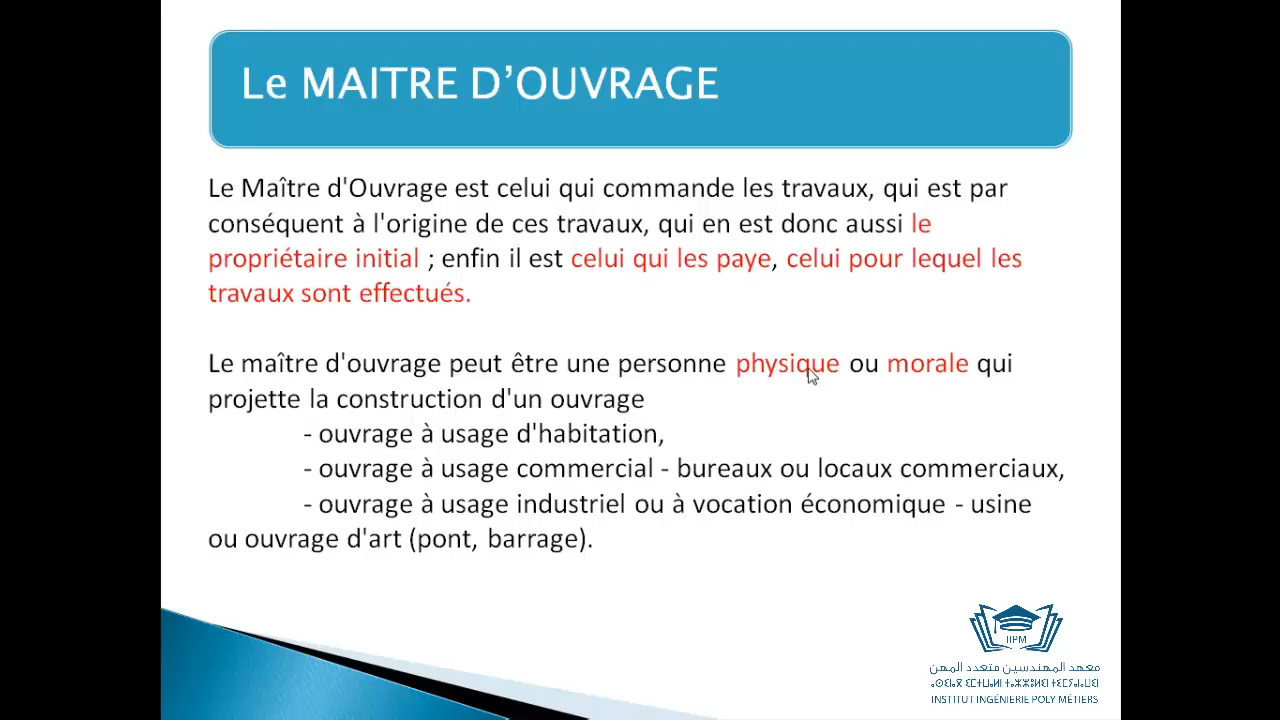 Le MAITRE D’OUVRAGE
Le Maître d'Ouvrage est celui qui commande les travaux, qui est par
conséquent à l'origine de ces travaux, qui en est donc aussi le
propriétaire initial ; enfin il est celui qui les paye, celui pour lequel les
travaux sont effectués.
Le maître d'ouvrage peut être une personne physique ou morale qui
projette la construction d'un ouvrage
- ouvrage à usage d'habitation,
- ouvrage à usage commercial - bureaux ou locaux commerciaux,
- ouvrage à usage industriel ou à vocation économique - usine
ou ouvrage d'art (pont, barrage).
IIPM
معهد المهندسين متعدد المهن
INSTITUT INGÉNIERIE POLY MÉTIERS